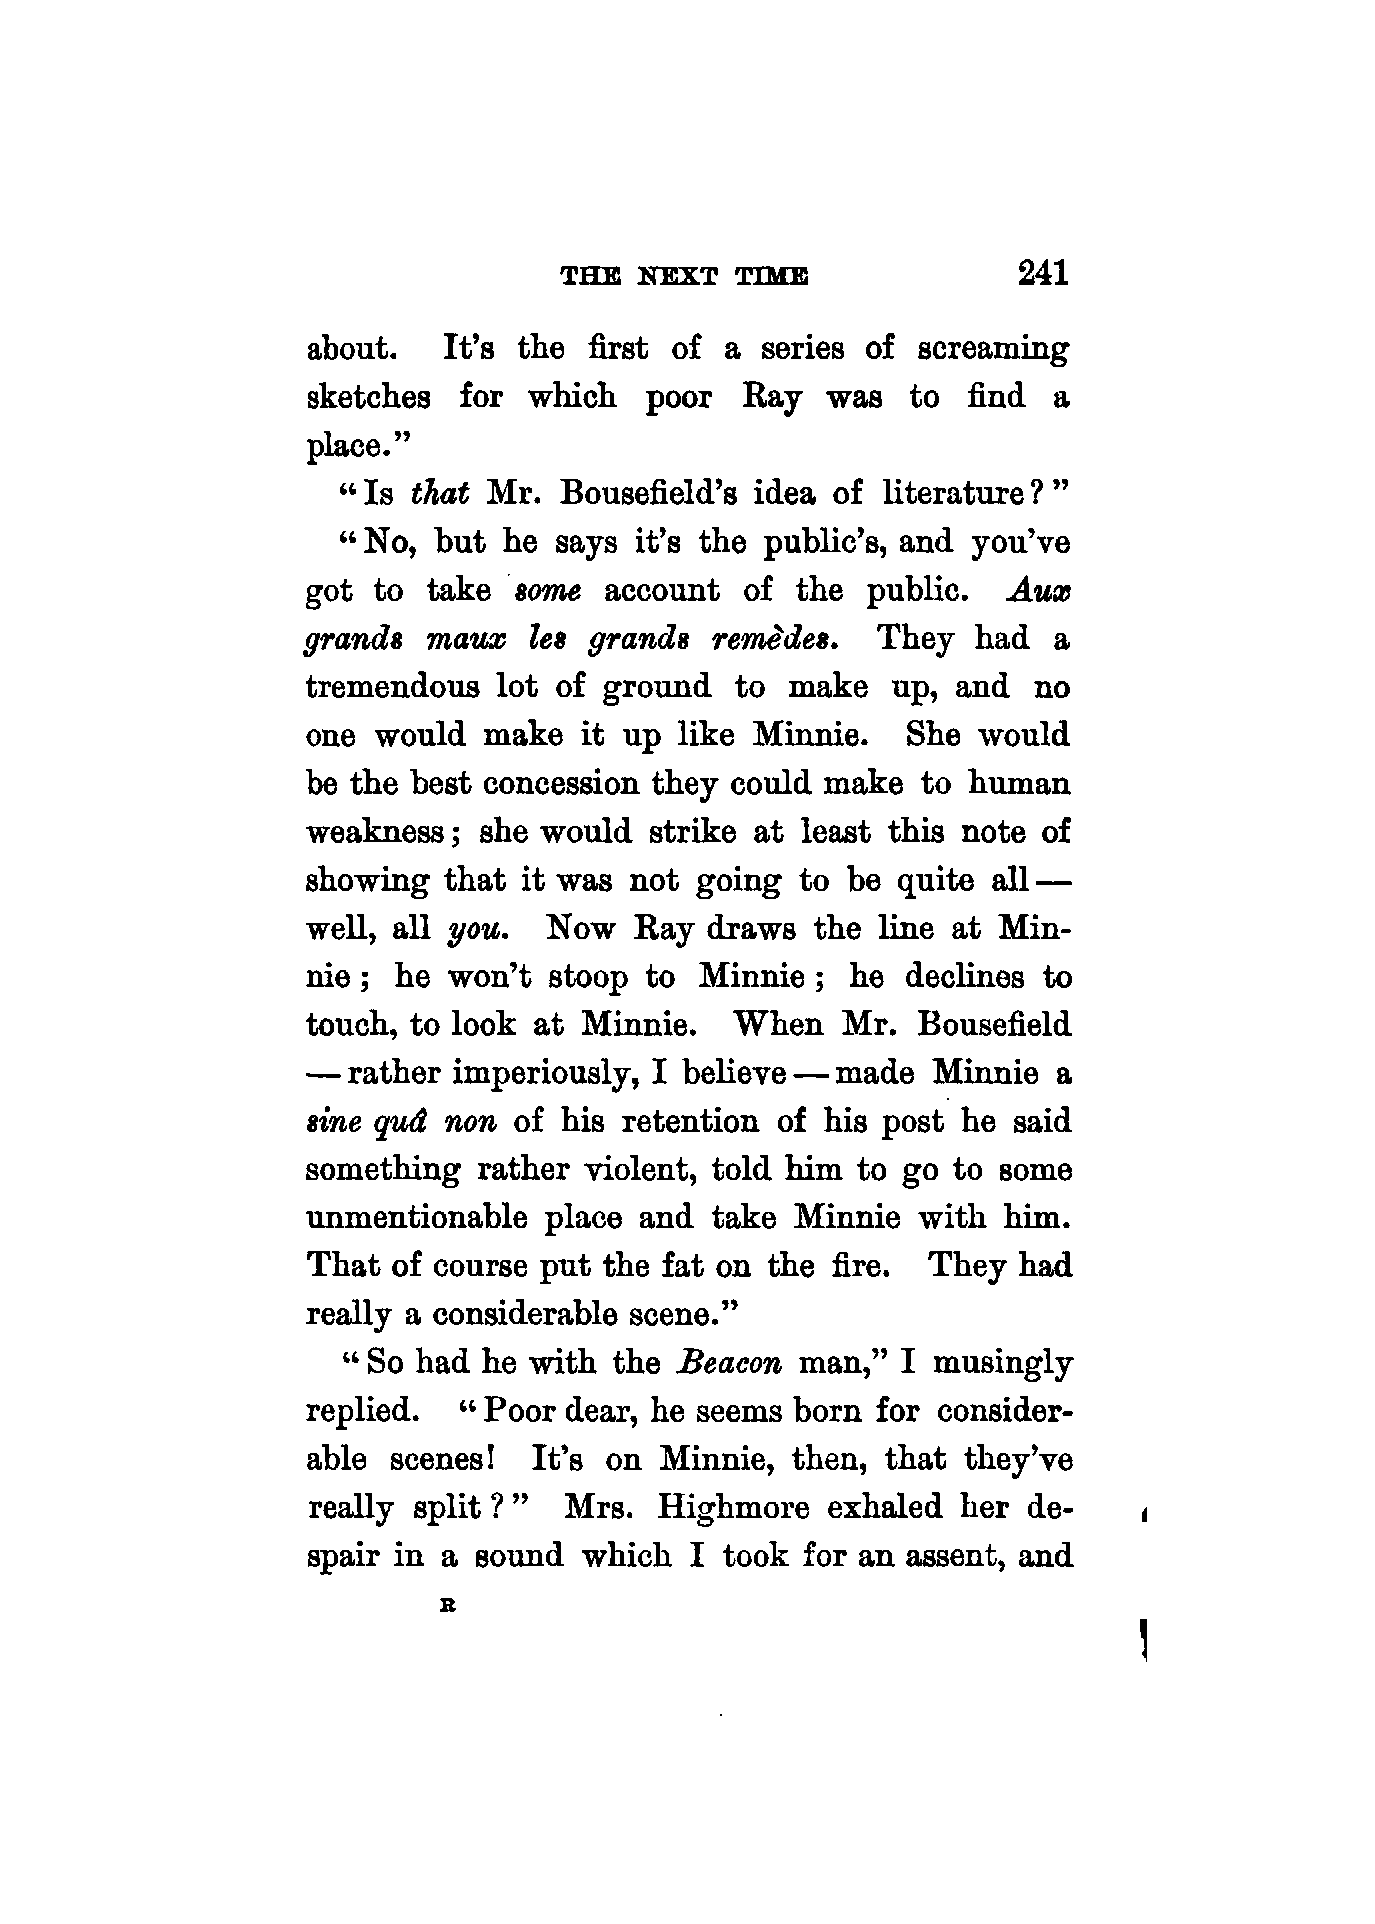 THE NEXT TIME 241
about. It's the first of a series of screaming
sketches for which poor Ray was to find a
place."
"Is that Mr. Bousefield's idea of literature?"
"No, but he says it's the public's, and you've
got to take some account of the public. Aux
grands maux les grands remèdes. They had a
tremendous lot of ground to make up, and no
one would make it up like Minnie. She would
be the best concession they could make to human
weakness; she would strike at least this note of
showing that it was not going to be quite all—
well, all you. Now Ray draws the line at Min-
nie; he won't stoop to Minnie; he declines to
touch, to look at Minnie. When Mr. Bousefield
—rather imperiously, I believe—made Minnie a
sine quâ non of his retention of his post he said
something rather violent, told him to go to some
unmentionable place and take Minnie with him.
That of course put the fat on the fire. They had
really a considerable scene."
"So had he with the Beacon man," I musingly
replied. "Poor dear, he seems born for consider-
able scenes! It's on Minnie, then, that they've
really split?" Mrs. Highmore exhaled her de-
spair in a sound which I took for an assent, and
R